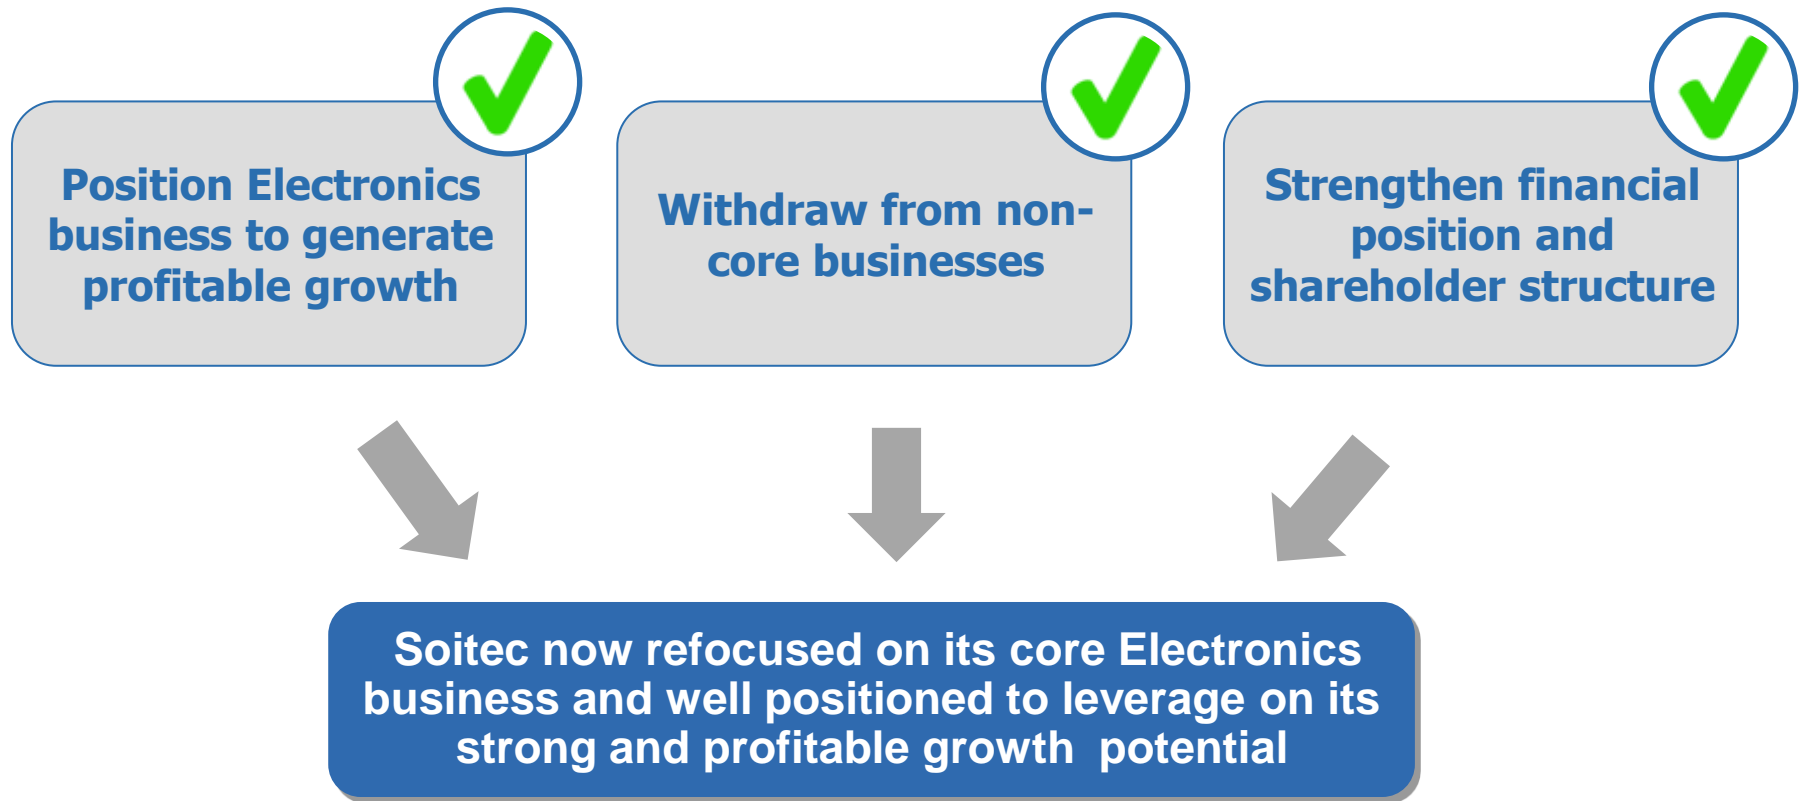 Position Electronics
business to generate
profitable growth
Withdraw from non-
core businesses
Strengthen financial
position and
shareholder structure
Soitec now refocused on its core Electronics
business and well positioned to leverage on its
strong and profitable growth  potential